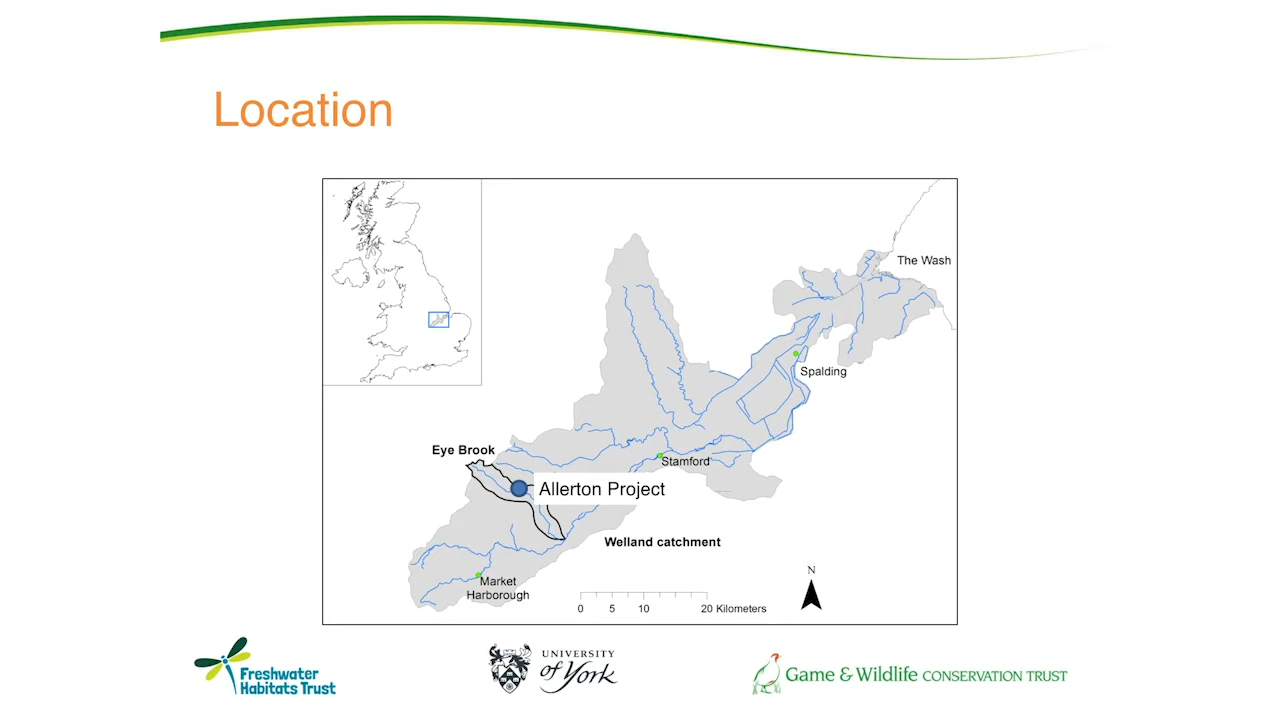 Location
The Wash
Spalding
Eye Brook
Stamford
Allerton Project
Welland catchment
Market
Harborough
N
0 5 10 20 Kilometers
Freshwater
Habitats Trust
UNIVERSITY
of York
Game & Wildlife CONSERVATION TRUST